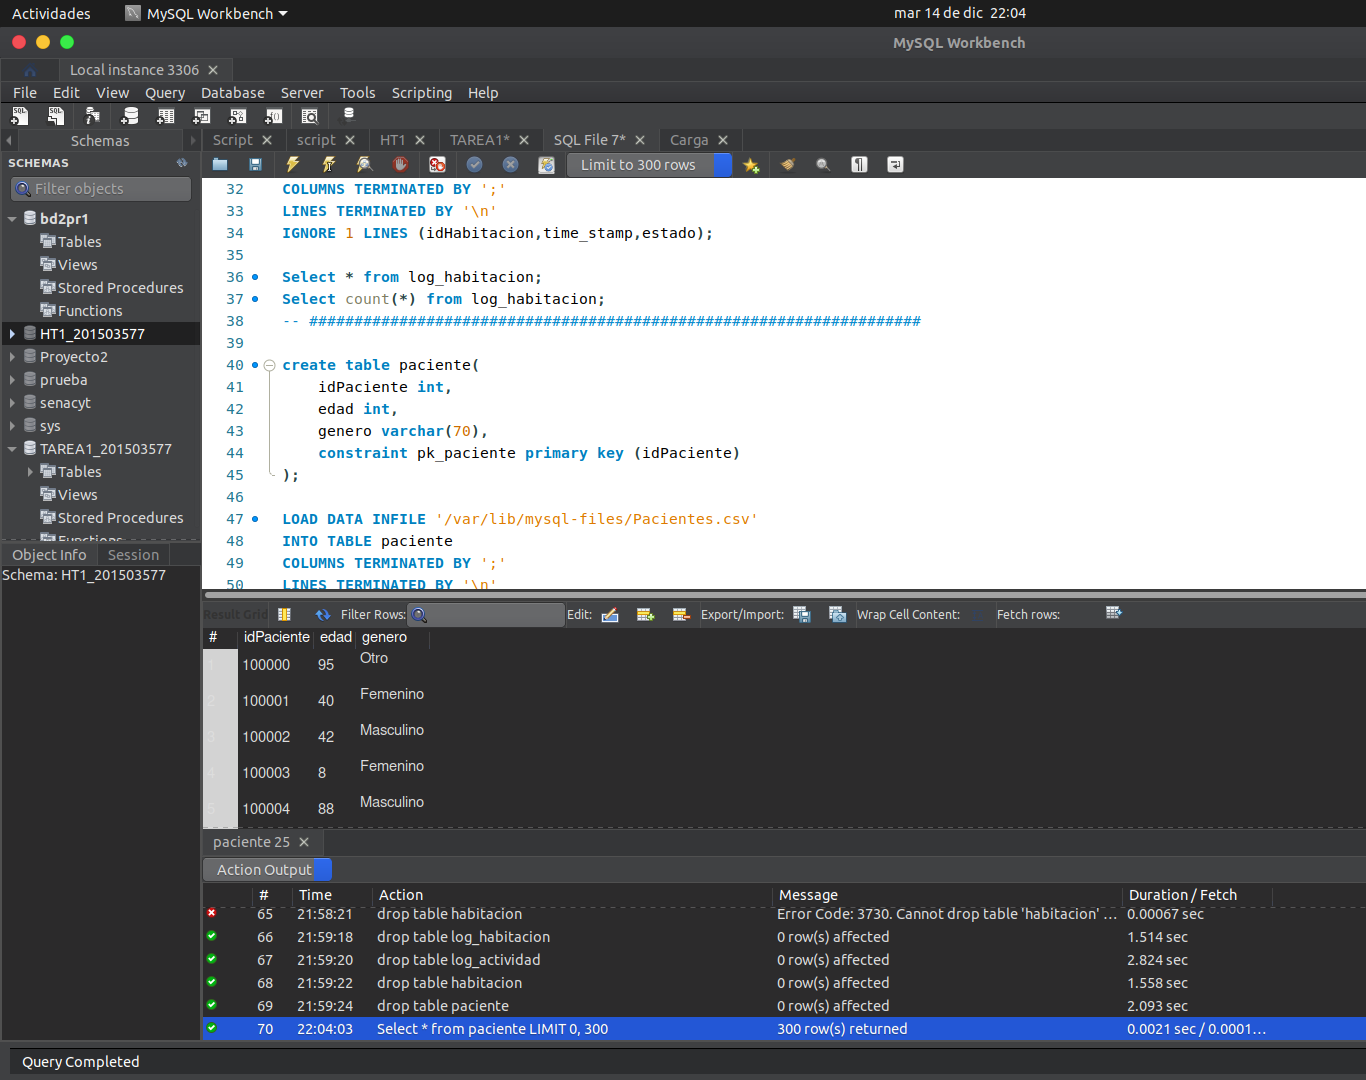 Actividades MySQL Workbench mar 14 de dic 22:04
MySQL Workbench
Local instance 3306
File Edit View Query Database Server Tools Scripting Help
Schemas
Script script HT1 TAREA1* SQL File 7* Carga
SCHEMAS
Limit to 300 rows
Filter objects
bd2pr1
Tables
Views
Stored Procedures
Functions
HT1_201503577
Proyecto2
prueba
senacyt
sys
TAREA1_201503577
Tables
Views
Stored Procedures
Functions
Object Info Session
Schema: HT1_201503577
32 COLUMNS TERMINATED BY ';'
33 LINES TERMINATED BY '\n'
34 IGNORE 1 LINES (idHabitacion,time_stamp,estado);
35
36 Select * from log_habitacion;
37 Select count(*) from log_habitacion;
38 -- ####################################################################
39
40 create table paciente(
41 idPaciente int,
42 edad int,
43 genero varchar(70),
44 constraint pk_paciente primary key (idPaciente)
45 );
46
47 LOAD DATA INFILE '/var/lib/mysql-files/Pacientes.csv'
48 INTO TABLE paciente
49 COLUMNS TERMINATED BY ';'
50 LINES TERMINATED BY '\n'
Result Grid Filter Rows: Edit: Export/Import: Wrap Cell Content: Fetch rows:
# idPaciente edad genero
1 100000 95 Otro
2 100001 40 Femenino
3 100002 42 Masculino
4 100003 8 Femenino
5 100004 88 Masculino
paciente 25
Action Output
# Time Action Message Duration / Fetch
65 21:58:21 drop table habitacion Error Code: 3730. Cannot drop table 'habitacion' ... 0.00067 sec
66 21:59:18 drop table log_habitacion 0 row(s) affected 1.514 sec
67 21:59:20 drop table log_actividad 0 row(s) affected 2.824 sec
68 21:59:22 drop table habitacion 0 row(s) affected 1.558 sec
69 21:59:24 drop table paciente 0 row(s) affected 2.093 sec
70 22:04:03 Select * from paciente LIMIT 0, 300 300 row(s) returned 0.0021 sec / 0.0001...
Query Completed